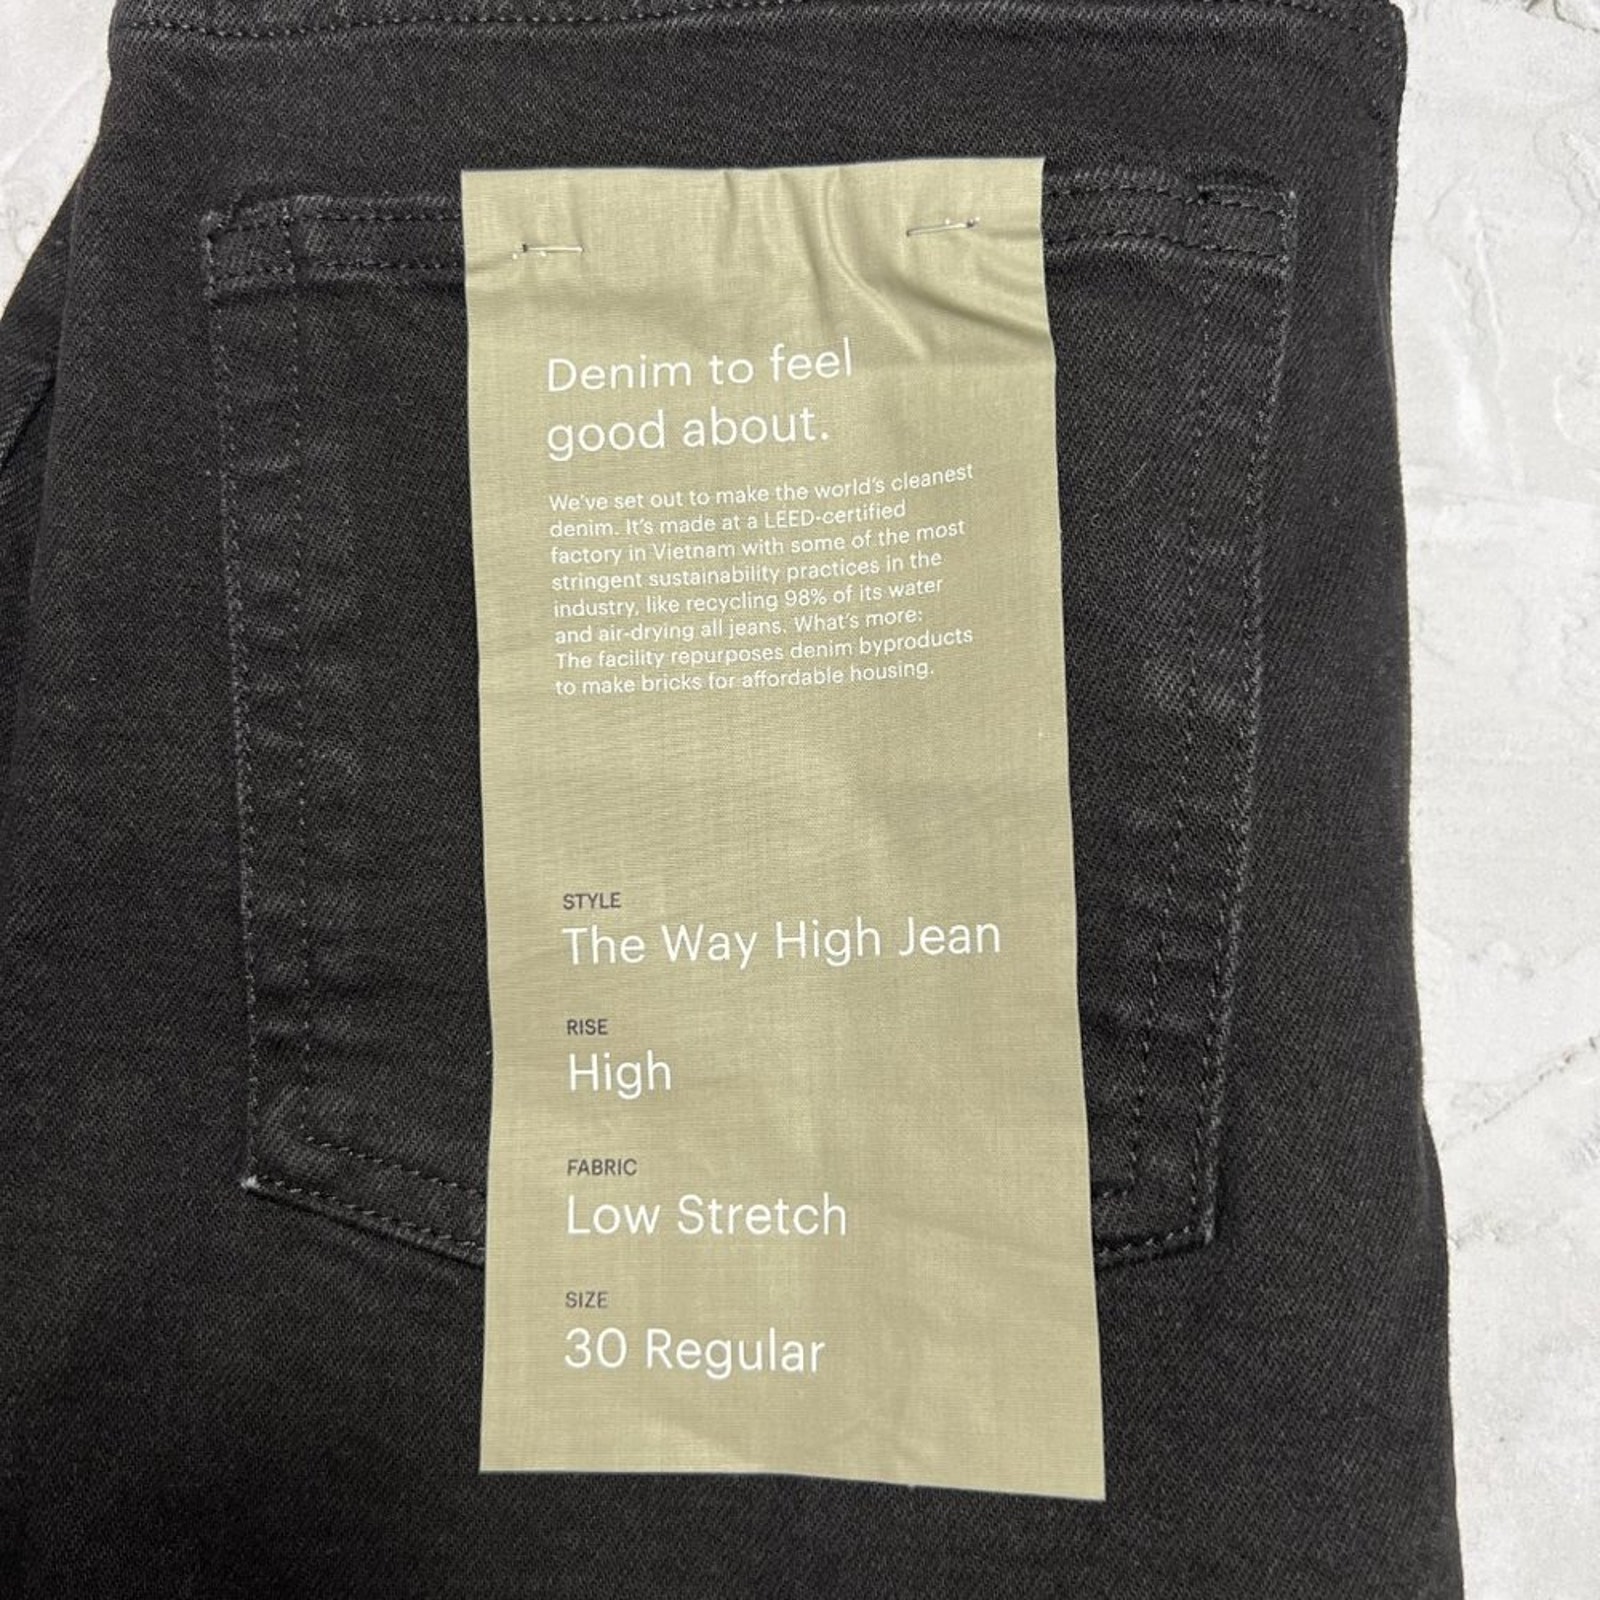 Denim to feel
good about.
We've set out to make the world's cleanest
denim. It's made at a LEED-certified
factory in Vietnam with some of the most
stringent sustainability practices in the
industry, like recycling 98% of its water
and air-drying all jeans. What's more:
The facility repurposes denim byproducts
to make bricks for affordable housing.
STYLE
The Way High Jean
RISE
High
FABRIC
Low Stretch
SIZE
30 Regular